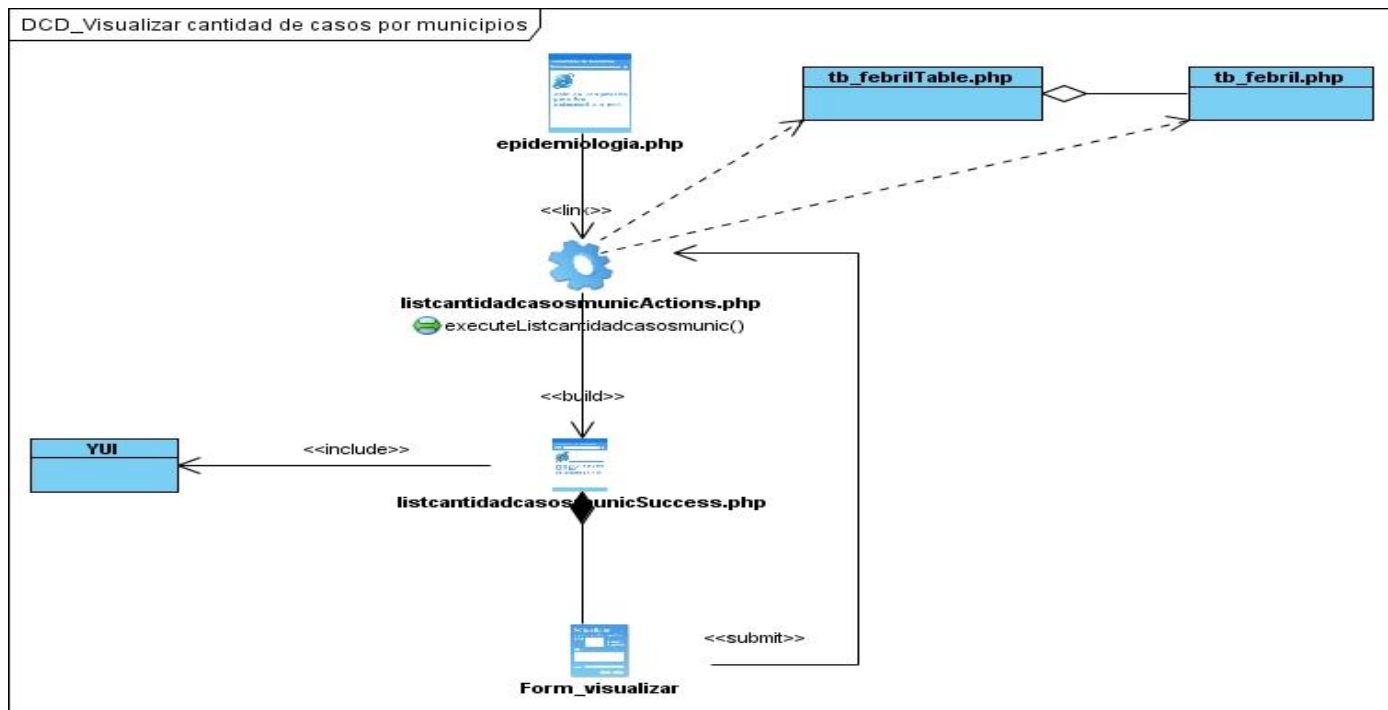 DCD_Visualizar cantidad de casos por municipios
epidemiologia.php
tb_febrilTable.php
tb_febril.php
<<link>>
listcantidadcasosmunicActions.php
executeListcantidadcasosmunic()
<<build>>
YUI
<<include>>
listcantidadcasosmunicSuccess.php
<<submit>>
Form_visualizar